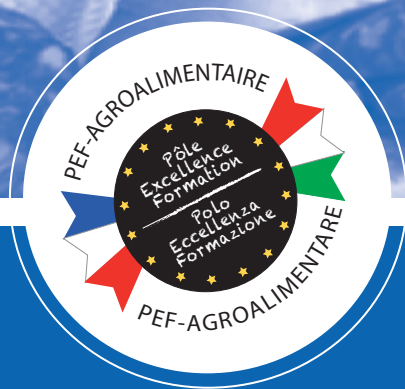 PEF-AGROALIMENTAIRE
Pôle
Excellence
Formation
Polo
Eccellenza
Formazione
PEF-AGROALIMENTARE